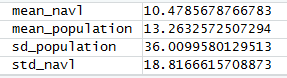 mean_navl 10.4785678766783
mean_population 13.2632572507294
sd_population 36.0099580129513
std_navl 18.8166615708873